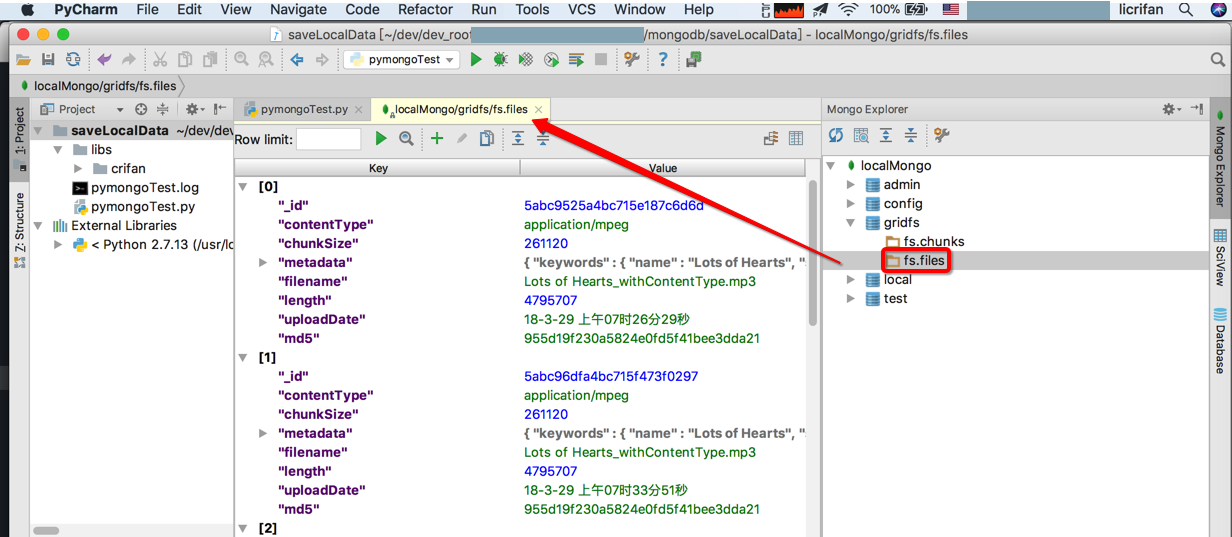 PyCharm File Edit View Navigate Code Refactor Run Tools VCS Window Help 100% licrifan
saveLocalData [~/dev/dev_root /mongodb/saveLocalData] - localMongo/gridfs/fs.files
pymongoTest
localMongo/gridfs/fs.files
1: Project
Z: Structure
Project
saveLocalData ~/dev/dev
libs
crifan
pymongoTest.log
pymongoTest.py
External Libraries
< Python 2.7.13 (/usr/lo
pymongoTest.py localMongo/gridfs/fs.files
Row limit:
Key Value
[0]
"_id" 5abc9525a4bc715e187c6d6d
"contentType" application/mpeg
"chunkSize" 261120
"metadata" { "keywords" : { "name" : "Lots of Hearts", "
"filename" Lots of Hearts_withContentType.mp3
"length" 4795707
"uploadDate" 18-3-29 上午07时26分29秒
"md5" 955d19f230a5824e0fd5f41bee3dda21
[1]
"_id" 5abc96dfa4bc715f473f0297
"contentType" application/mpeg
"chunkSize" 261120
"metadata" { "keywords" : { "name" : "Lots of Hearts", "
"filename" Lots of Hearts_withContentType.mp3
"length" 4795707
"uploadDate" 18-3-29 上午07时33分51秒
"md5" 955d19f230a5824e0fd5f41bee3dda21
[2]
Mongo Explorer
localMongo
admin
config
gridfs
fs.chunks
fs.files
local
test
Mongo Explorer
SciView
Database